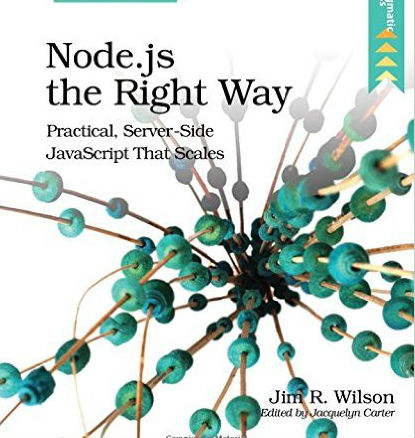 Node.js
the Right Way
Practical, Server-Side
JavaScript That Scales
Jim R. Wilson
Edited by Jacquelyn Carter